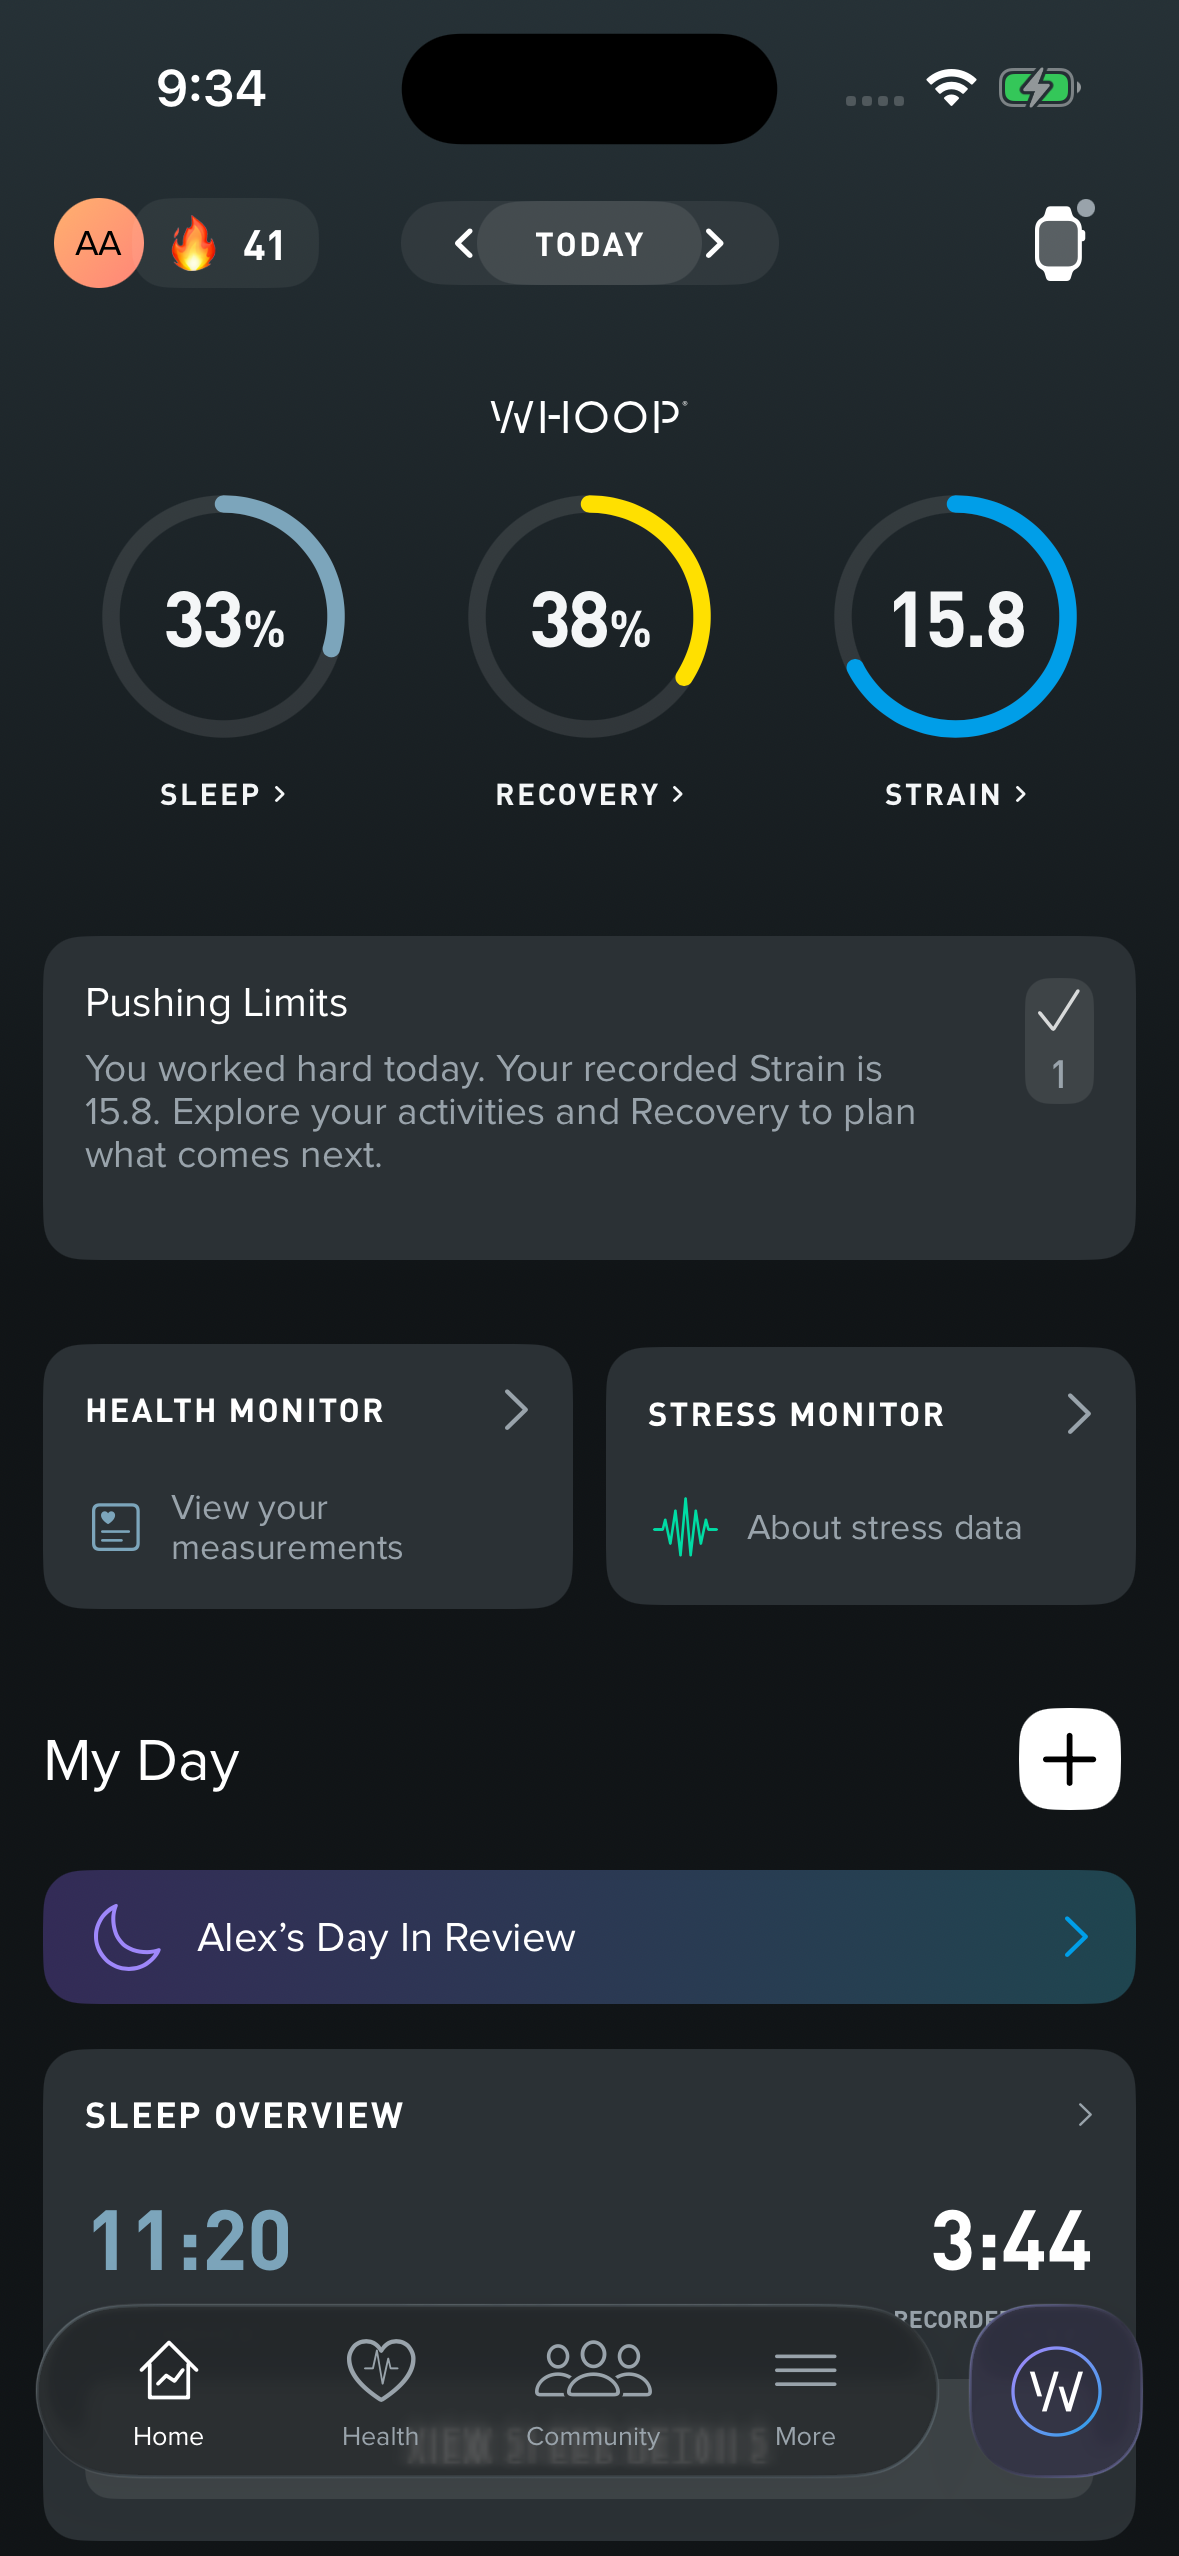 9:34
AA 41 TODAY
WHOOP
33% 38% 15.8
SLEEP RECOVERY STRAIN
Pushing Limits
You worked hard today. Your recorded Strain is
15.8. Explore your activities and Recovery to plan
what comes next.
1
HEALTH MONITOR
View your
measurements
STRESS MONITOR
About stress data
My Day
Alex’s Day In Review
SLEEP OVERVIEW
11:20 3:44
Home Health Community More